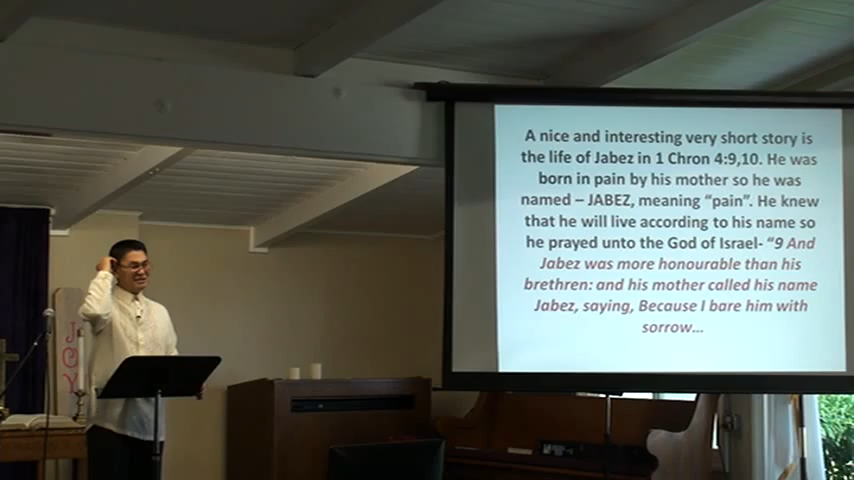 A nice and interesting very short story is
the life of Jabez in 1 Chron 4:9,10. He was
born in pain by his mother so he was
named – JABEZ, meaning “pain”. He knew
that he will live according to his name so
he prayed unto the God of Israel- “9 And
Jabez was more honourable than his
brethren: and his mother called his name
Jabez, saying, Because I bare him with
sorrow...
JOY